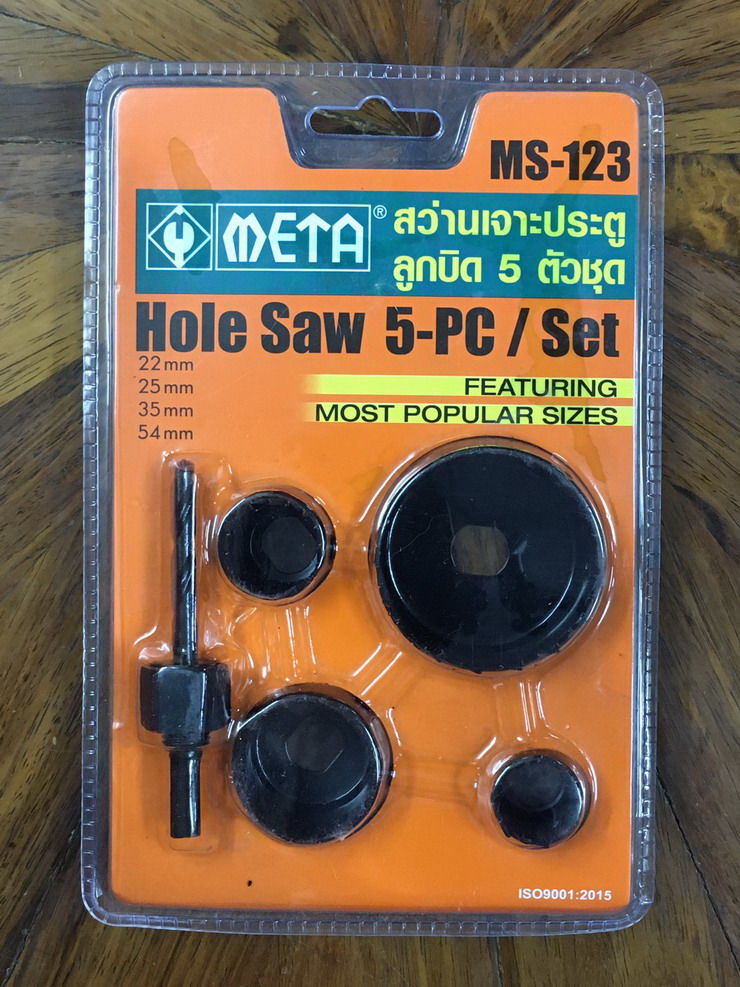 MS-123
META®
สว่านเจาะประตู
ลูกบิด 5 ตัวชุด
Hole Saw 5-PC / Set
22mm
25mm
35mm
54mm
FEATURING
MOST POPULAR SIZES
ISO9001:2015